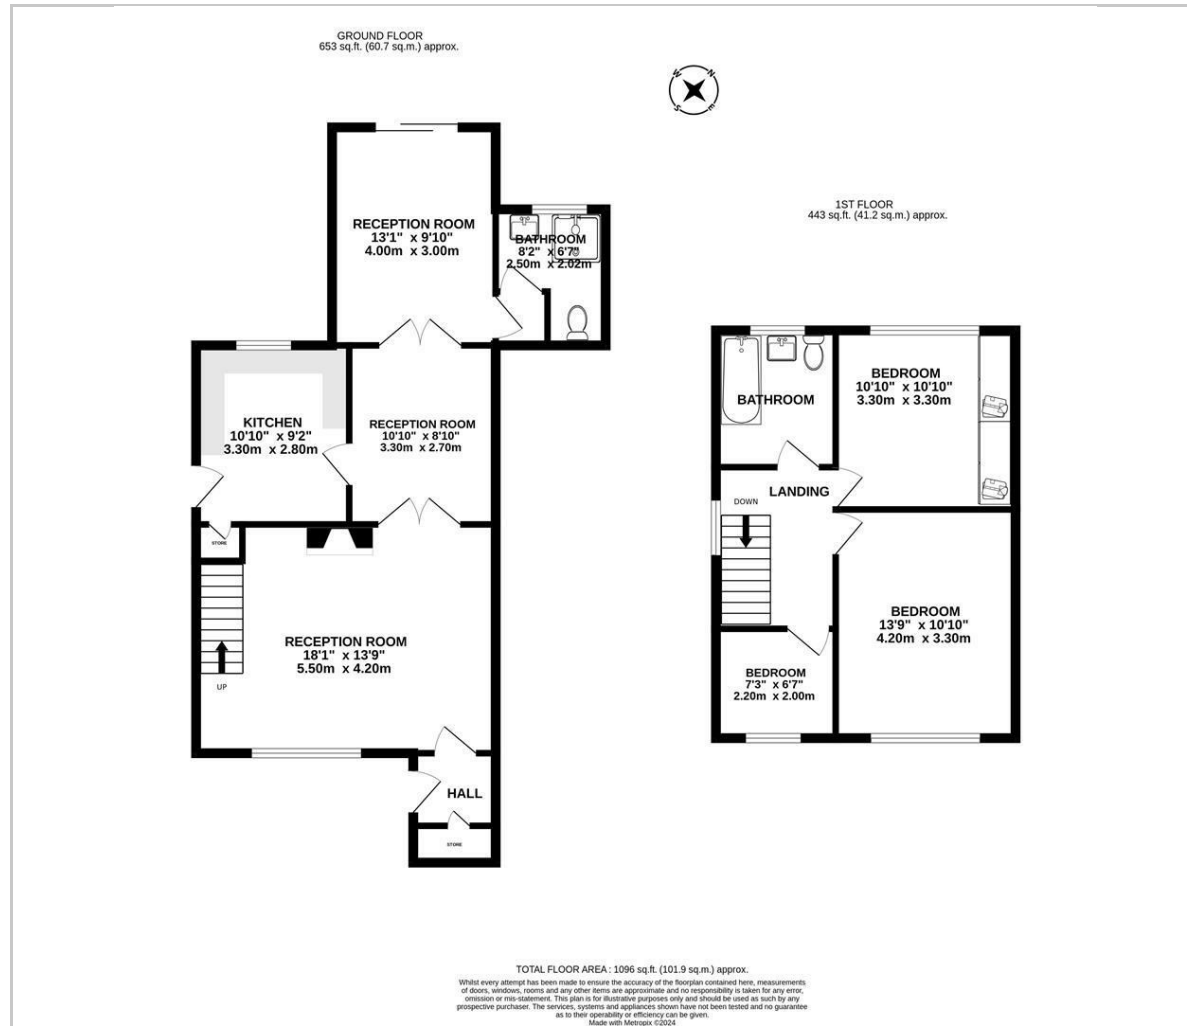 GROUND FLOOR
653 sq.ft. (60.7 sq.m.) approx.
W N
S E
RECEPTION ROOM
13'1" x 9'10"
4.00m x 3.00m
BATHROOM
8'2" x 6'7"
2.50m x 2.02m
KITCHEN
10'10" x 9'2"
3.30m x 2.80m
RECEPTION ROOM
10'10" x 8'10"
3.30m x 2.70m
STORE
RECEPTION ROOM
18'1" x 13'9"
5.50m x 4.20m
UP
HALL
STORE
1ST FLOOR
443 sq.ft. (41.2 sq.m.) approx.
BATHROOM
BEDROOM
10'10" x 10'10"
3.30m x 3.30m
LANDING
DOWN
BEDROOM
13'9" x 10'10"
4.20m x 3.30m
BEDROOM
7'3" x 6'7"
2.20m x 2.00m
TOTAL FLOOR AREA : 1096 sq.ft. (101.9 sq.m.) approx.
Whilst every attempt has been made to ensure the accuracy of the floorplan contained here, measurements
of doors, windows, rooms and any other items are approximate and no responsibility is taken for any error,
omission or mis-statement. This plan is for illustrative purposes only and should be used as such by any
prospective purchaser. The services, systems and appliances shown have not been tested and no guarantee
as to their operability or efficiency can be given.
Made with Metropix ©2024